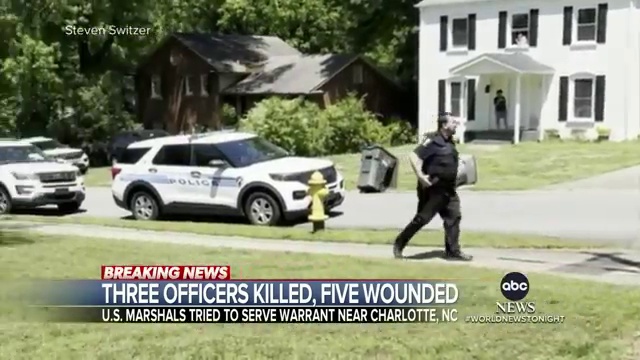 Steven Switzer
POLICE
BREAKING NEWS
THREE OFFICERS KILLED, FIVE WOUNDED
U.S. MARSHALS TRIED TO SERVE WARRANT NEAR CHARLOTTE, NC
abc
NEWS
#WORLDNEWSTONIGHT